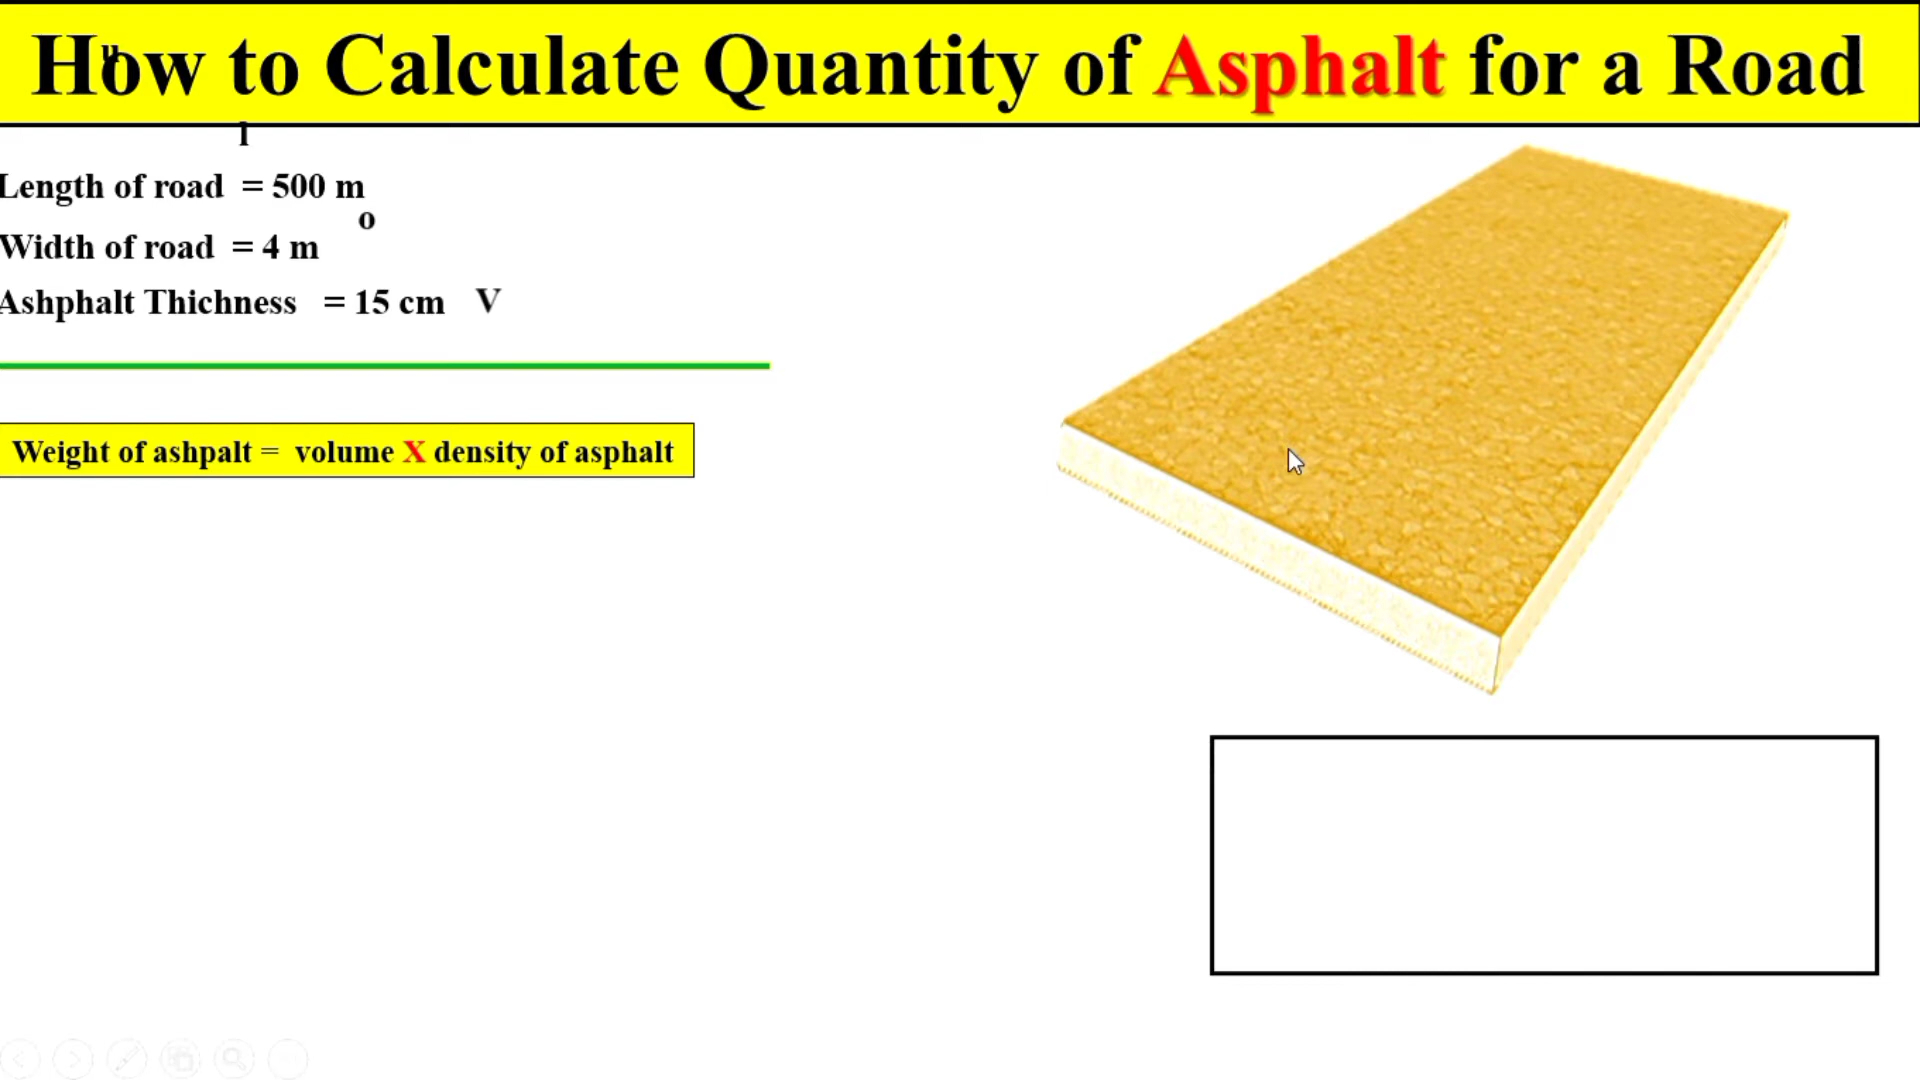 How to Calculate Quantity of Asphalt for a Road
u
l
Length of road = 500 m
o
Width of road = 4 m
Ashphalt Thichness = 15 cm V
Weight of ashpalt = volume X density of asphalt